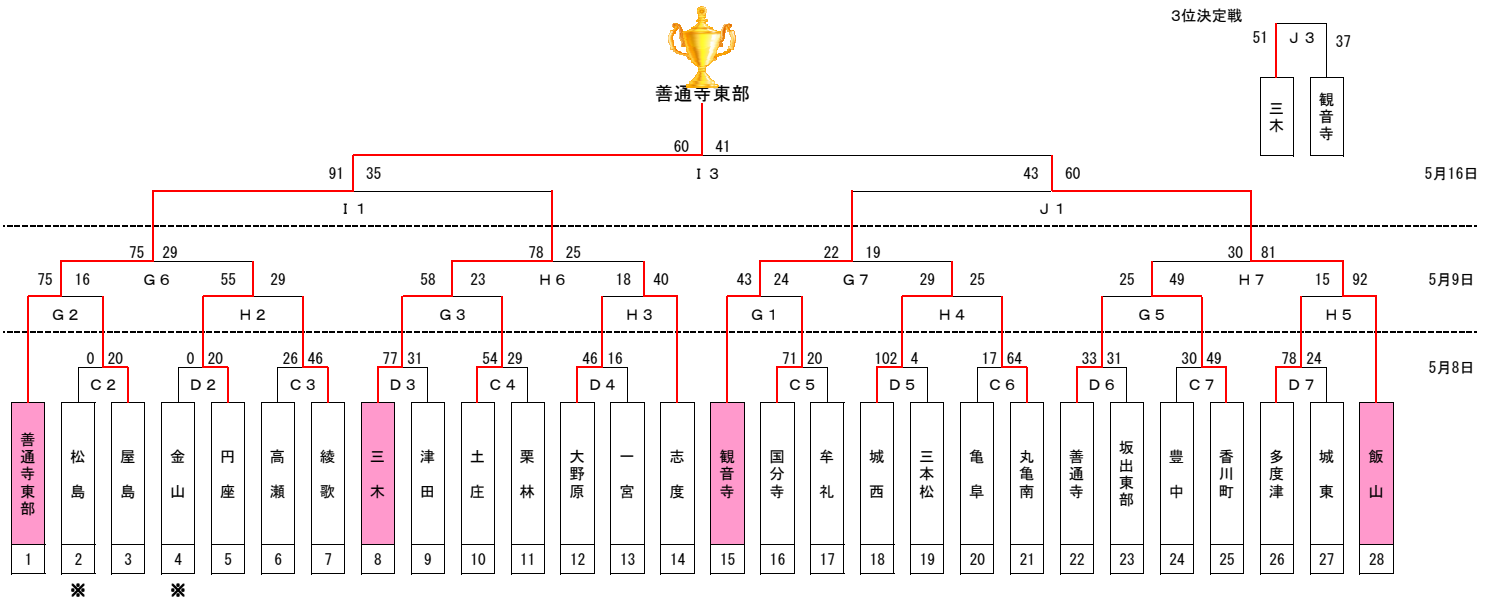 3位決定戦
51 J3 37
三木 観音寺
善通寺東部
60 41
91 35 I3 43 60 5月16日
I1 J1
75 29 78 25 22 19 30 81
75 16 G6 55 29 58 23 H6 18 40 43 24 G7 29 25 25 49 H7 15 92 5月9日
G2 H2 G3 H3 G1 H4 G5 H5
0 20 0 20 26 46 77 31 54 29 46 16 71 20 102 4 17 64 33 31 30 49 78 24 5月8日
C2 D2 C3 D3 C4 D4 C5 D5 C6 D6 C7 D7
善通寺東部 松島 屋島 金山 円座 高瀬 綾歌 三木 津田 土庄 栗林 大野原 一宮 志度 観音寺 国分寺 牟礼 城西 三本松 亀阜 丸亀南 善通寺 坂出東部 豊中 香川町 多度津 城東 飯山
1 2 3 4 5 6 7 8 9 10 11 12 13 14 15 16 17 18 19 20 21 22 23 24 25 26 27 28
※ ※